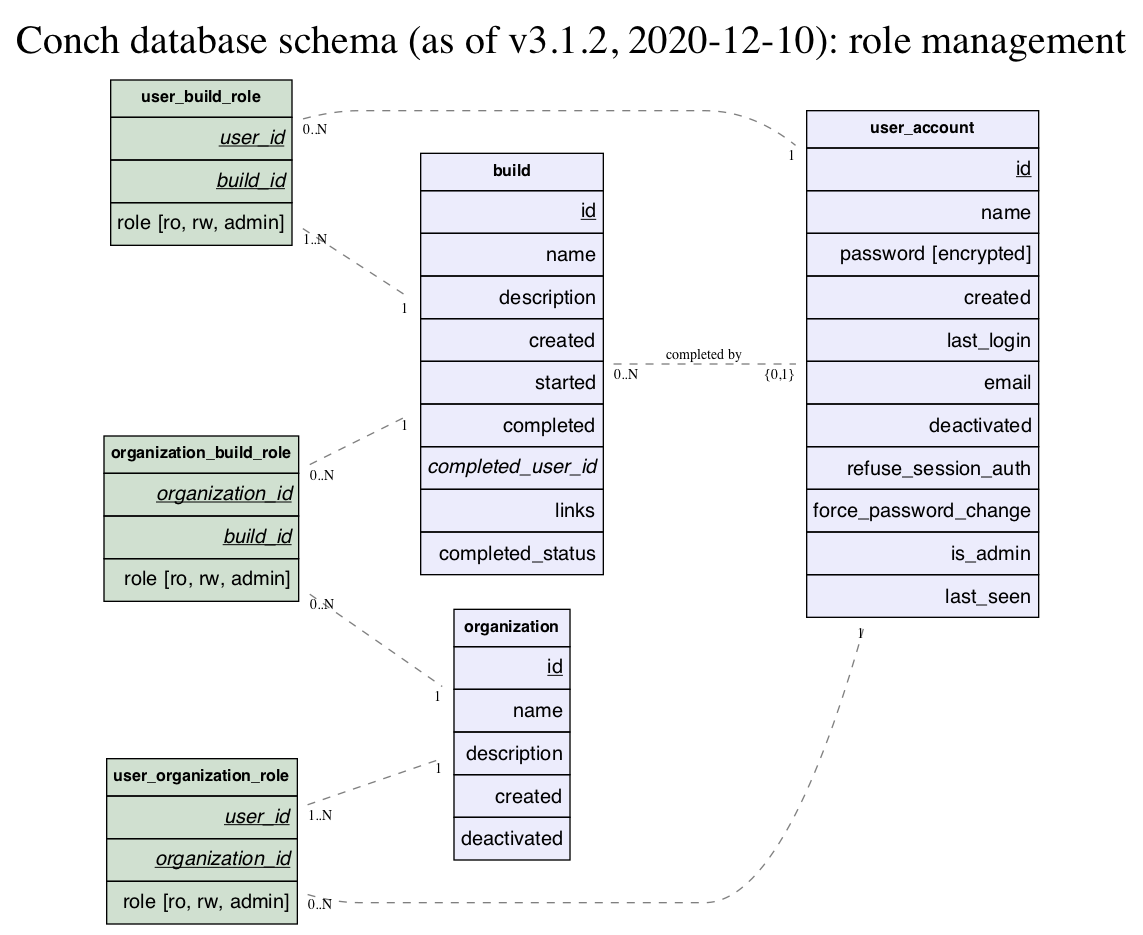 Conch database schema (as of v3.1.2, 2020-12-10): role management
user_build_role
user_id
build_id
role [ro, rw, admin]
0..N
1
1..N
1
build
id
name
description
created
started
completed
completed_user_id
links
completed_status
completed by
0..N
{0,1}
user_account
id
name
password [encrypted]
created
last_login
email
deactivated
refuse_session_auth
force_password_change
is_admin
last_seen
1
organization_build_role
organization_id
build_id
role [ro, rw, admin]
0..N
1
0..N
1
organization
id
name
description
created
deactivated
user_organization_role
user_id
organization_id
role [ro, rw, admin]
1..N
1
0..N